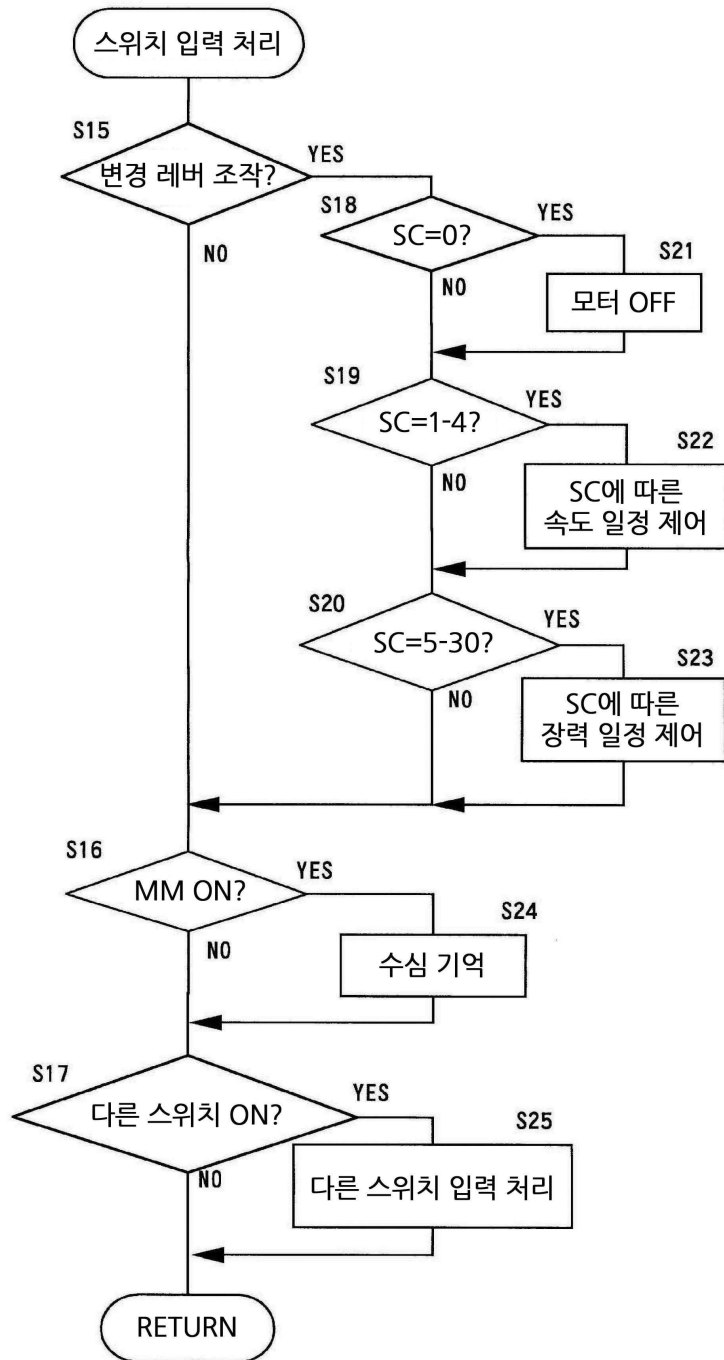 스위치 입력 처리
S15
변경 레버 조작?
YES
NO
S18
SC=0?
YES
NO
S21
모터 OFF
S19
SC=1-4?
YES
NO
S22
SC에 따른
속도 일정 제어
S20
SC=5-30?
YES
NO
S23
SC에 따른
장력 일정 제어
S16
MM ON?
YES
NO
S24
수심 기억
S17
다른 스위치 ON?
YES
NO
S25
다른 스위치 입력 처리
RETURN